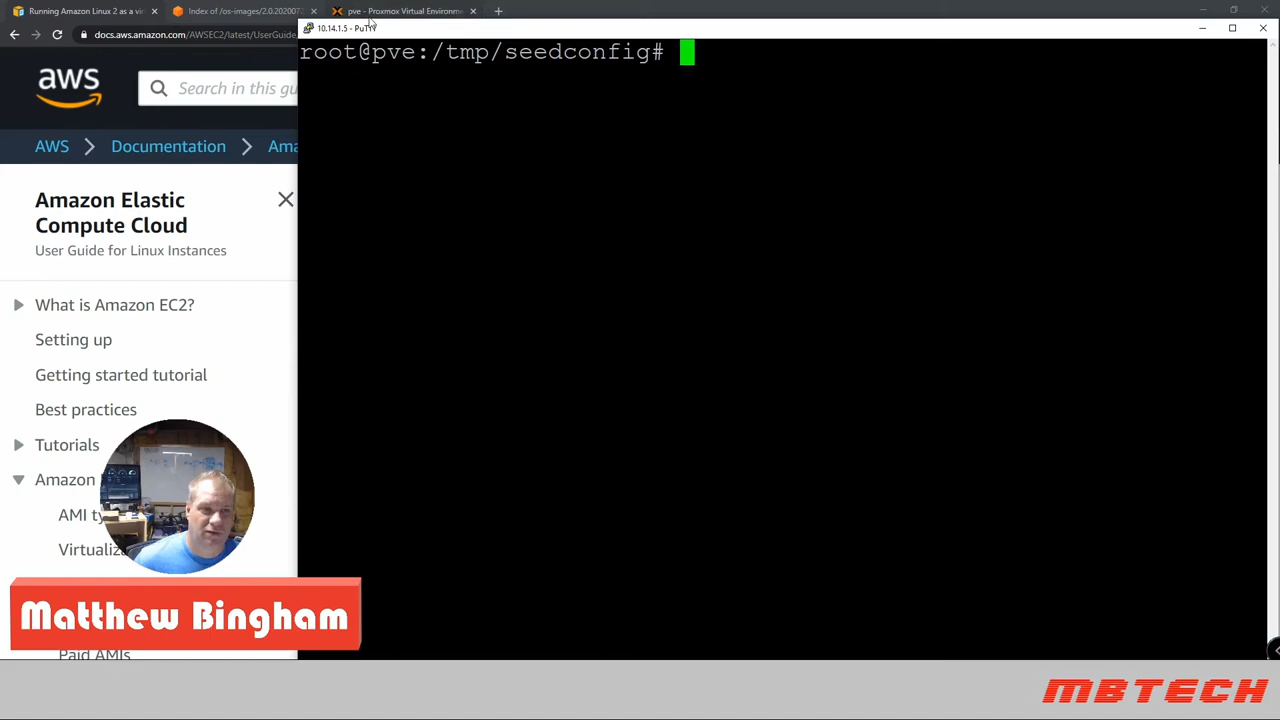 Running Amazon Linux 2 as a vi
Index of /os-images/2.0.202007
pve - Proxmox Virtual Environme
docs.aws.amazon.com/AWSEC2/latest/UserGuide
10.14.1.5 - PuTTY
root@pve:/tmp/seedconfig#
aws
Search in this gu
AWS
Documentation
Ama
Amazon Elastic
Compute Cloud
User Guide for Linux Instances
What is Amazon EC2?
Setting up
Getting started tutorial
Best practices
Tutorials
Amazon
AMI ty
Virtualiz
Matthew Bingham
Paid AMIs
MBTECH